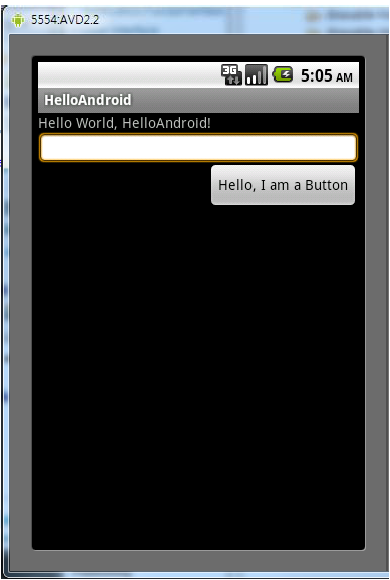 5554:AVD2.2
3G
5:05 AM
HelloAndroid
Hello World, HelloAndroid!
Hello, I am a Button